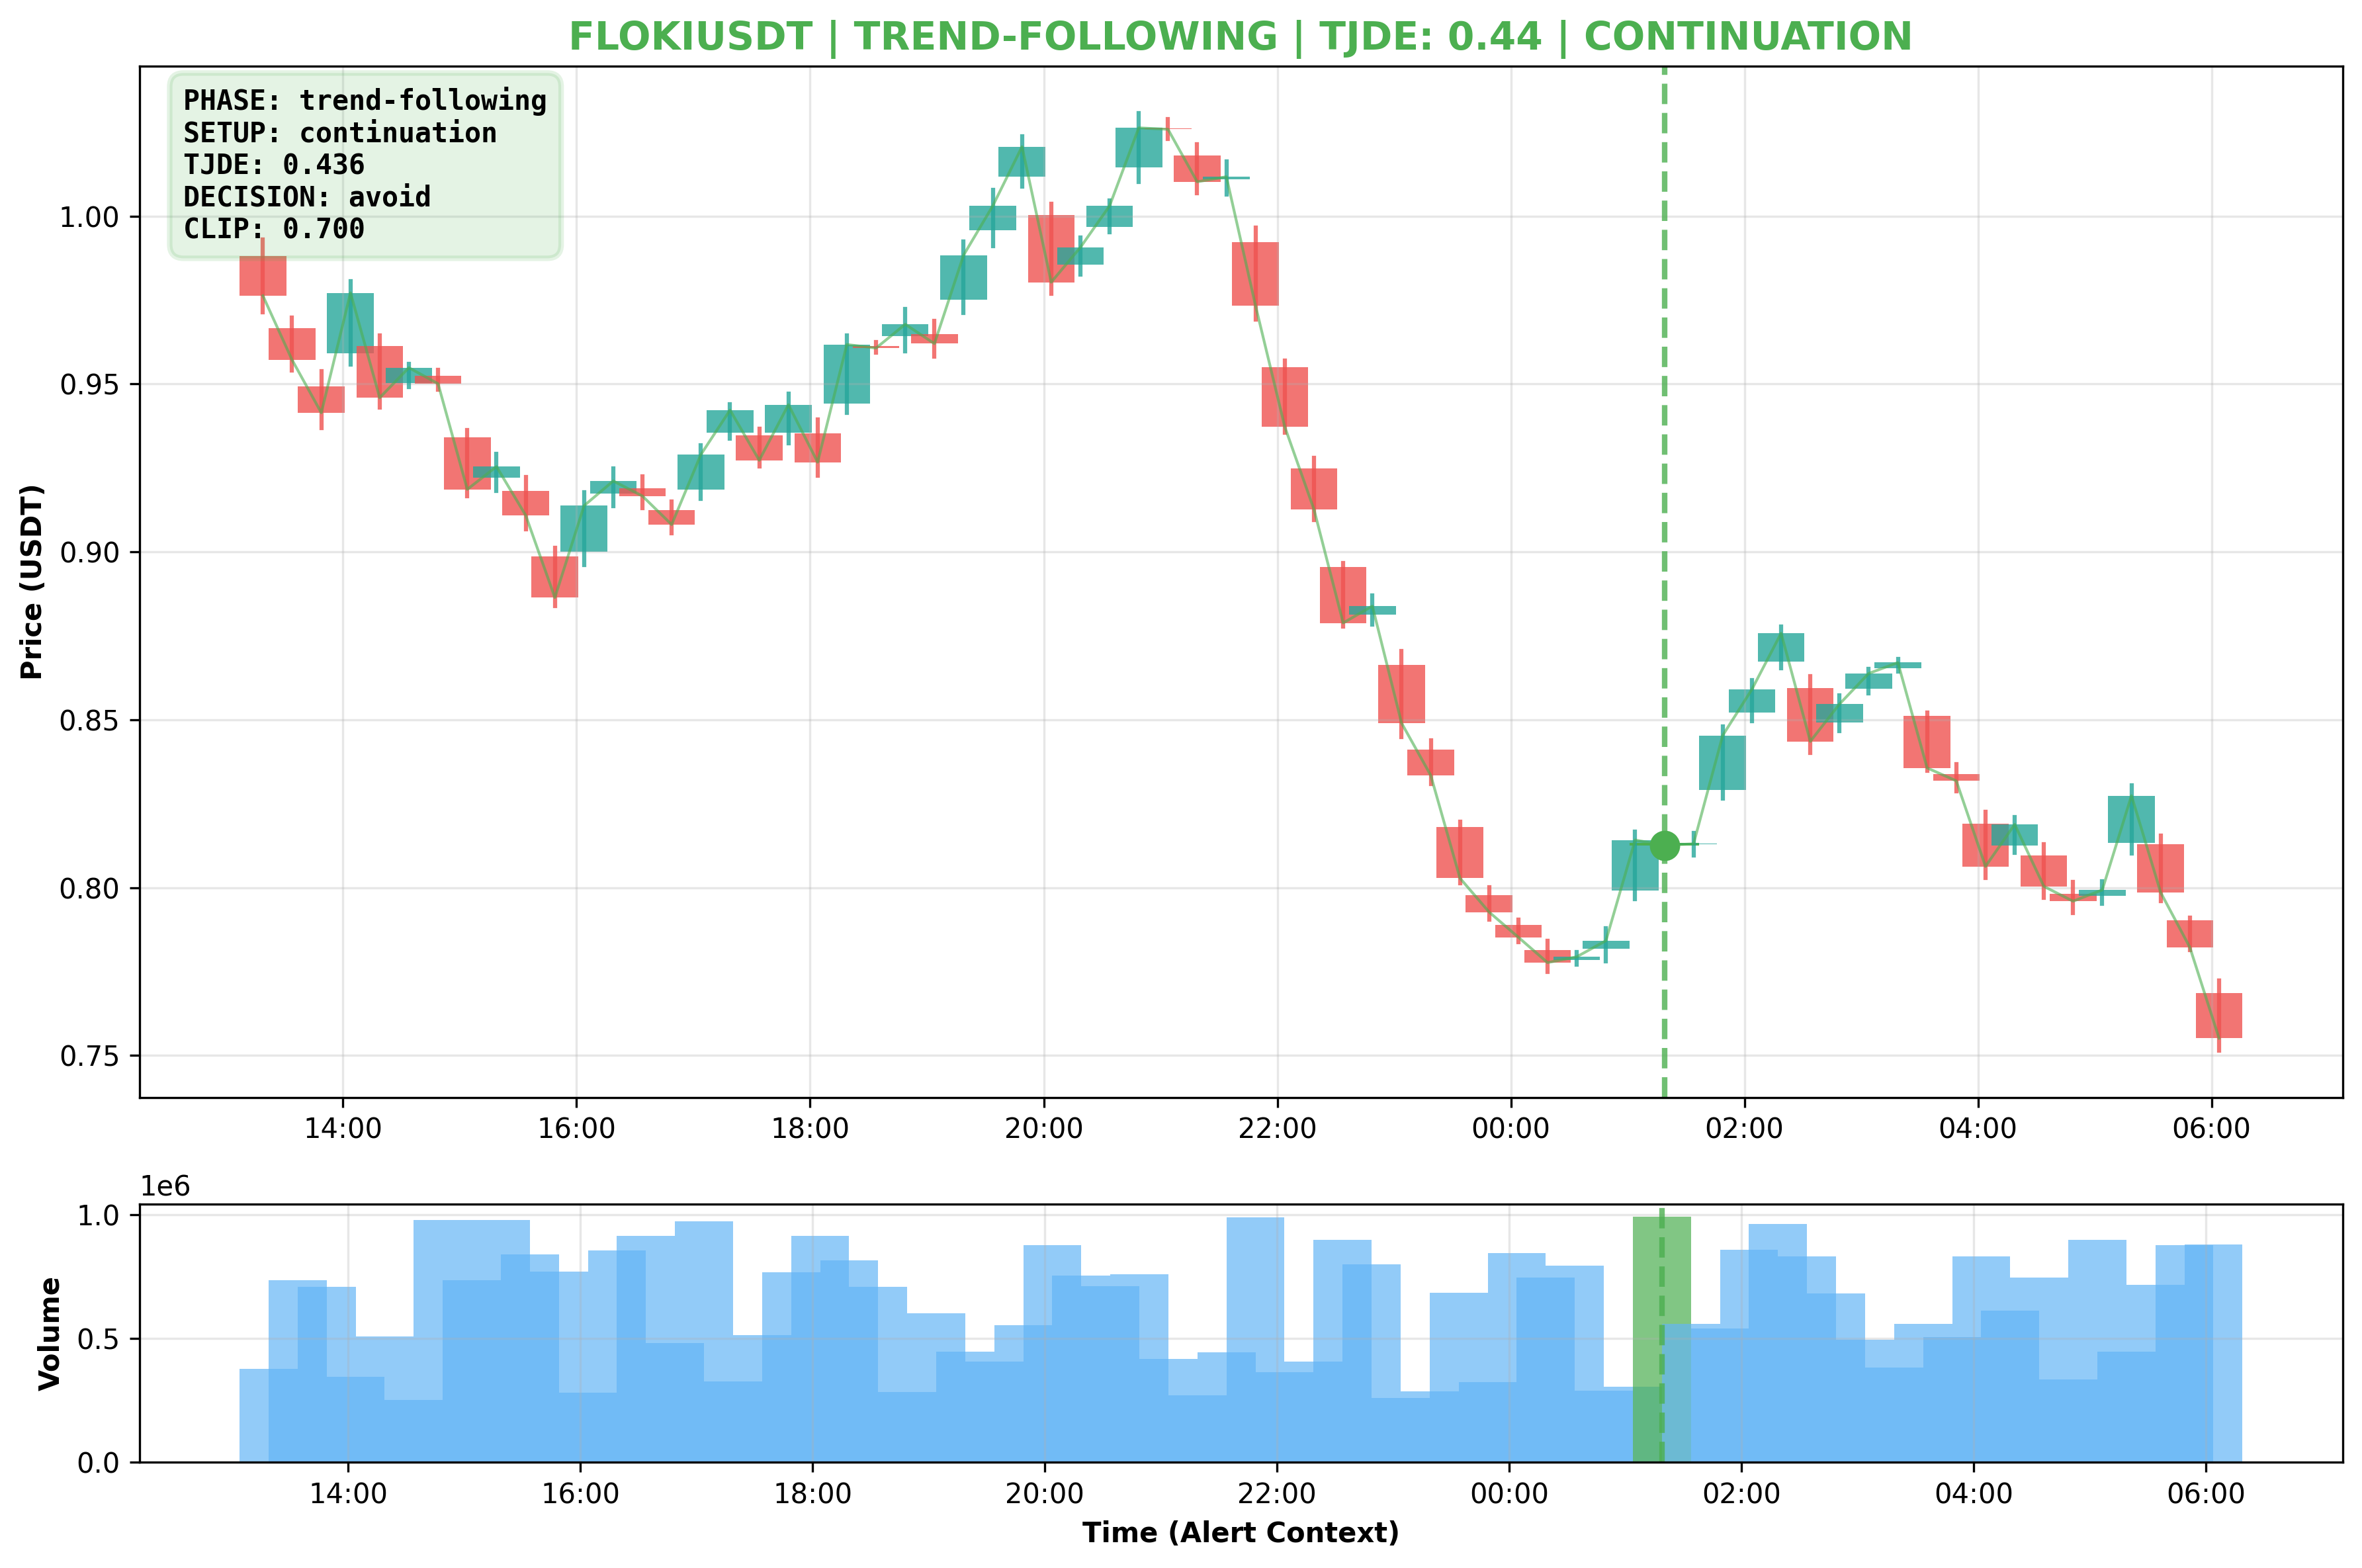 FLOKIUSDT | TREND-FOLLOWING | TJDE: 0.44 | CONTINUATION
PHASE: trend-following
SETUP: continuation
TJDE: 0.436
DECISION: avoid
CLIP: 0.700
Price (USDT)
1.00
0.95
0.90
0.85
0.80
0.75
14:00 16:00 18:00 20:00 22:00 00:00 02:00 04:00 06:00
1e6
Volume
1.0
0.5
0.0
14:00 16:00 18:00 20:00 22:00 00:00 02:00 04:00 06:00
Time (Alert Context)